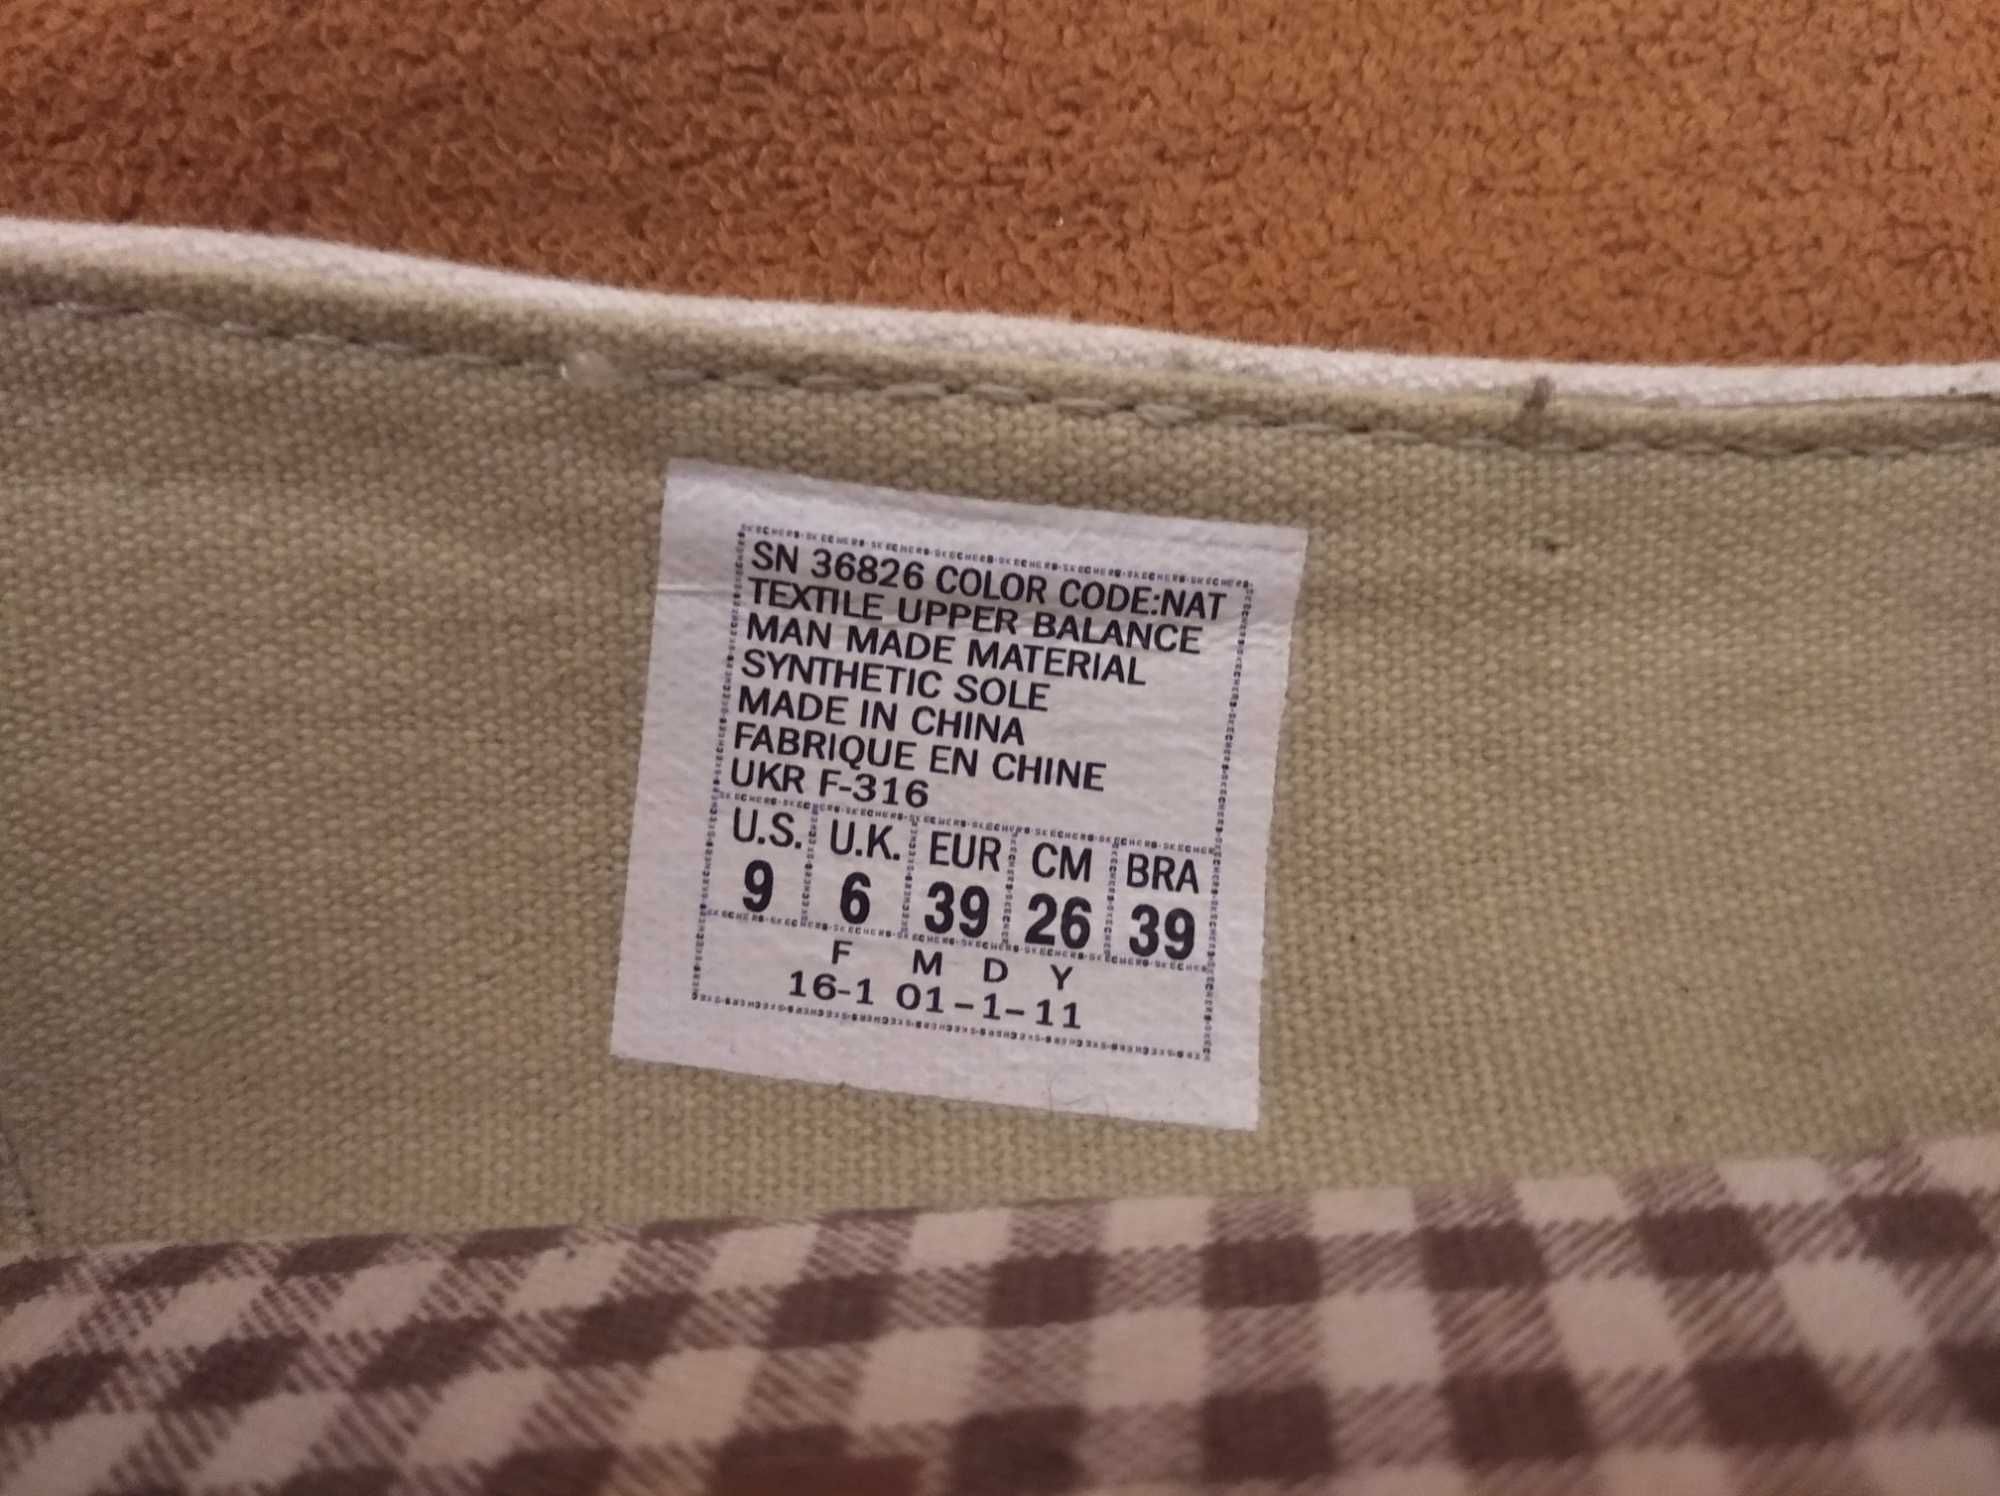 SN 36826 COLOR CODE:NAT
TEXTILE UPPER BALANCE
MAN MADE MATERIAL
SYNTHETIC SOLE
MADE IN CHINA
FABRIQUE EN CHINE
UKR F-316
U.S. U.K. EUR CM BRA
9 6 39 26 39
F M D Y
16-1 01-1-11